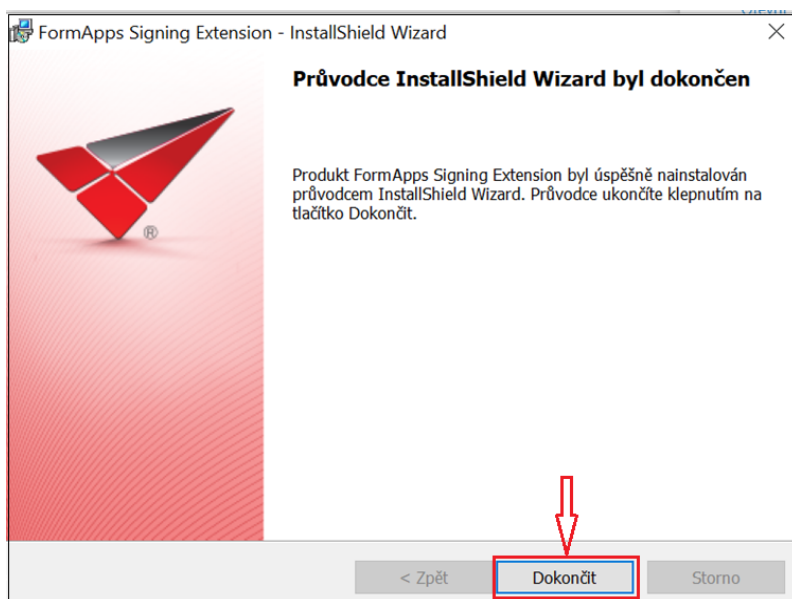 FormApps Signing Extension - InstallShield Wizard
Průvodce InstallShield Wizard byl dokončen
Produkt FormApps Signing Extension byl úspěšně nainstalován
průvodcem InstallShield Wizard. Průvodce ukončíte klepnutím na
tlačítko Dokončit.
®
< Zpět
Dokončit
Storno